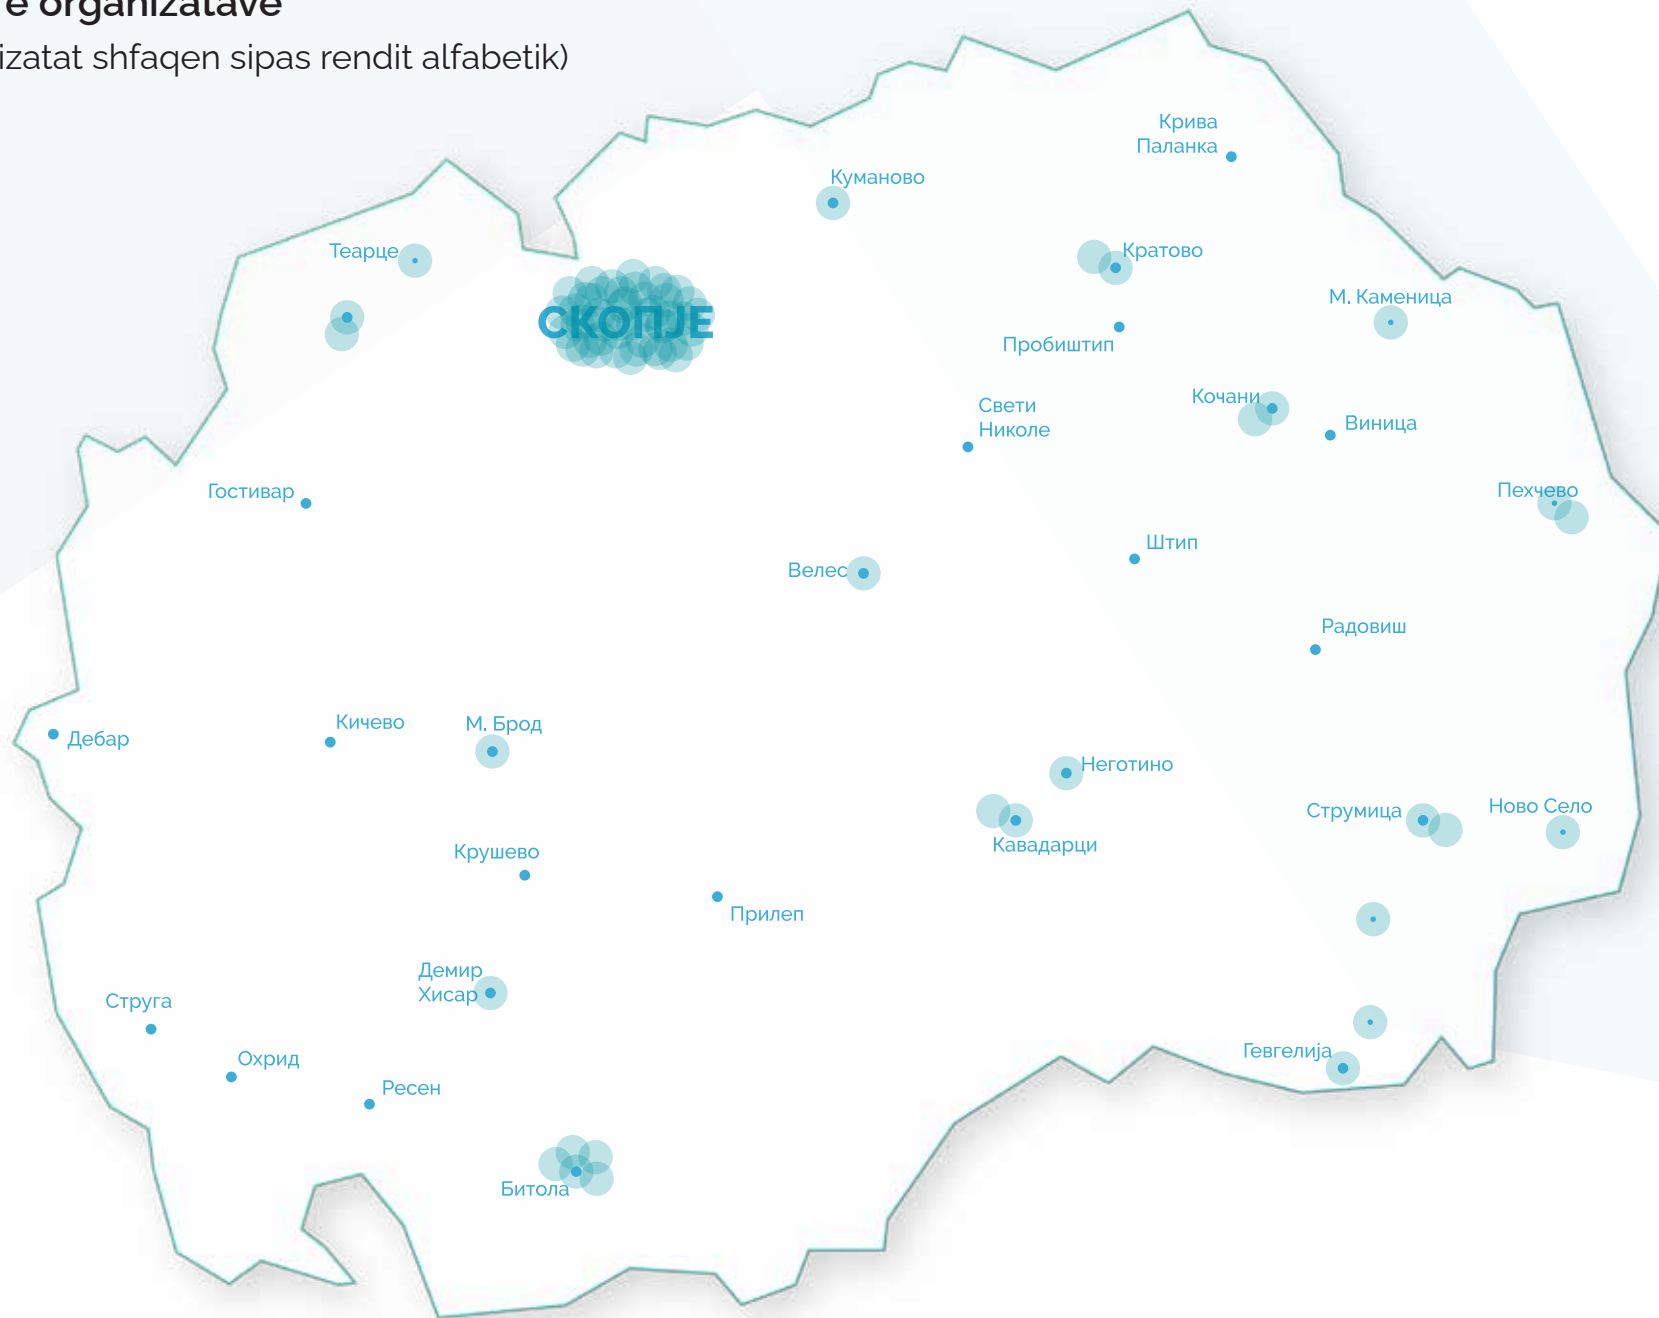 e organizatave
izatat shfaqen sipas rendit alfabetik)
Крива
Паланка
Куманово
Теарце
Кратово
М. Каменица
СКОПЈЕ
Пробиштип
Кочани
Свети
Николе
Виница
Гостивар
Пехчево
Штип
Велес
Радовиш
Кичево
М. Брод
Дебар
Неготино
Ново Село
Струмица
Кавадарци
Крушево
Прилеп
Демир
Хисар
Струга
Гевгелија
Охрид
Ресен
Битола